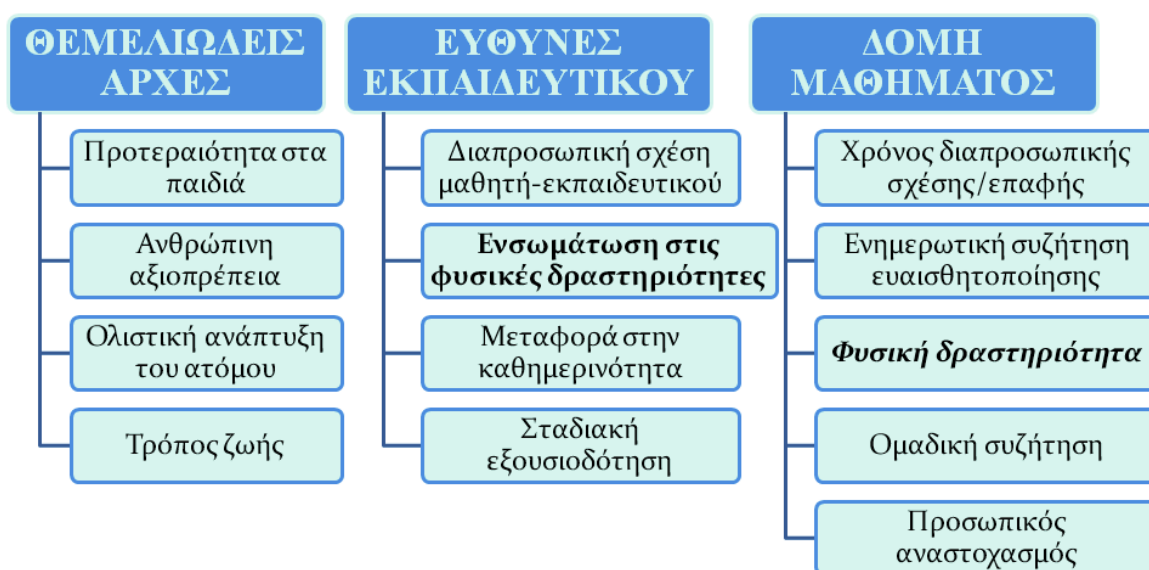 ΘΕΜΕΛΙΩΔΕΙΣ
ΑΡΧΕΣ
Προτεραιότητα στα
παιδιά
Ανθρώπινη
αξιοπρέπεια
Ολιστική ανάπτυξη
του ατόμου
Τρόπος ζωής
ΕΥΘΥΝΕΣ
ΕΚΠΑΙΔΕΥΤΙΚΟΥ
Διαπροσωπική σχέση
μαθητή-εκπαιδευτικού
Ενσωμάτωση στις
φυσικές δραστηριότητες
Μεταφορά στην
καθημερινότητα
Σταδιακή
εξουσιοδότηση
ΔΟΜΗ
ΜΑΘΗΜΑΤΟΣ
Χρόνος διαπροσωπικής
σχέσης/επαφής
Ενημερωτική συζήτηση
ευαισθητοποίησης
Φυσική δραστηριότητα
Ομαδική συζήτηση
Προσωπικός
αναστοχασμός